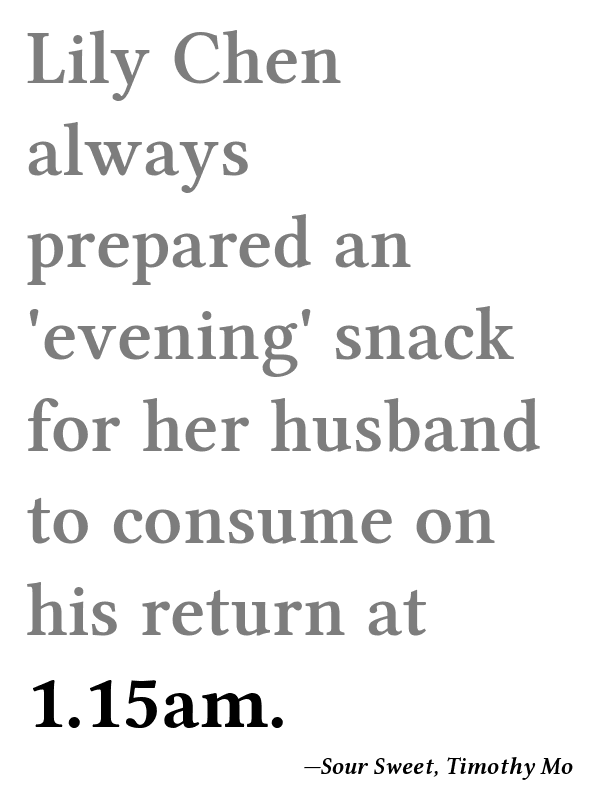 Lily Chen
always
prepared an
'evening' snack
for her husband
to consume on
his return at
1.15am.
—Sour Sweet, Timothy Mo